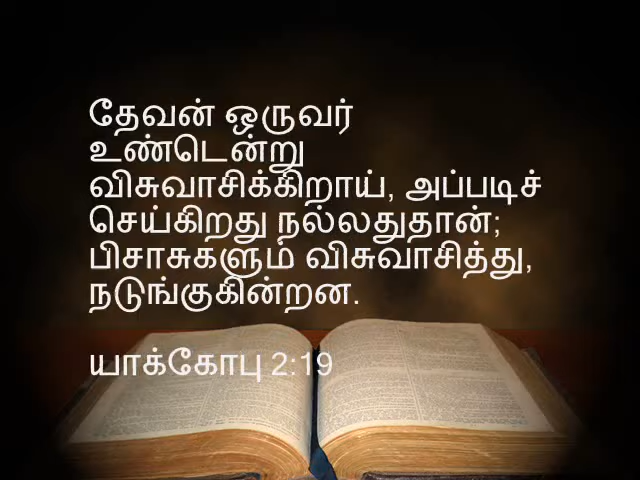 தேவன் ஒருவர்
உண்டென்று
விசுவாசிக்கிறாய், அப்படிச்
செய்கிறது நல்லதுதான்;
பிசாசுகளும் விசுவாசித்து,
நடுங்குகின்றன.
யாக்கோபு 2:19